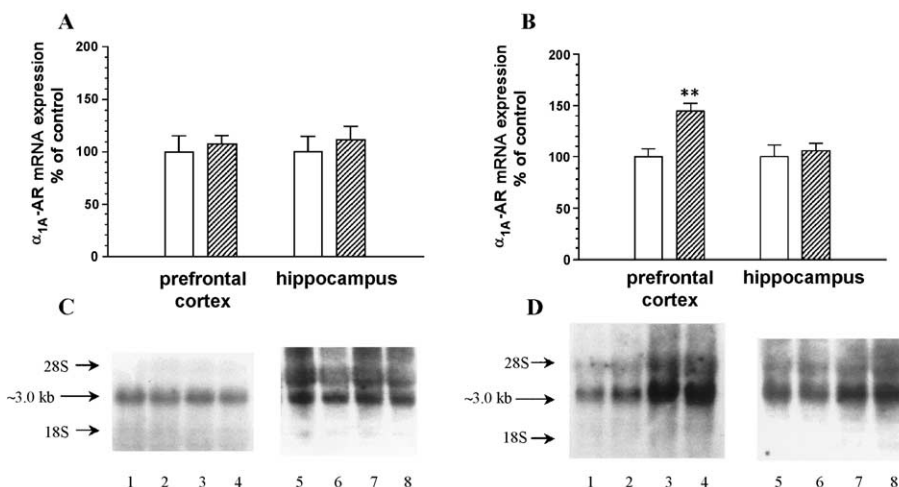 A
α1A-AR mRNA expression
% of control
200
150
100
50
0
prefrontal
cortex
hippocampus
B
α1A-AR mRNA expression
% of control
200
150
100
50
0
**
prefrontal
cortex
hippocampus
C
28S
~3.0 kb
18S
1 2 3 4 5 6 7 8
D
28S
~3.0 kb
18S
1 2 3 4 5 6 7 8